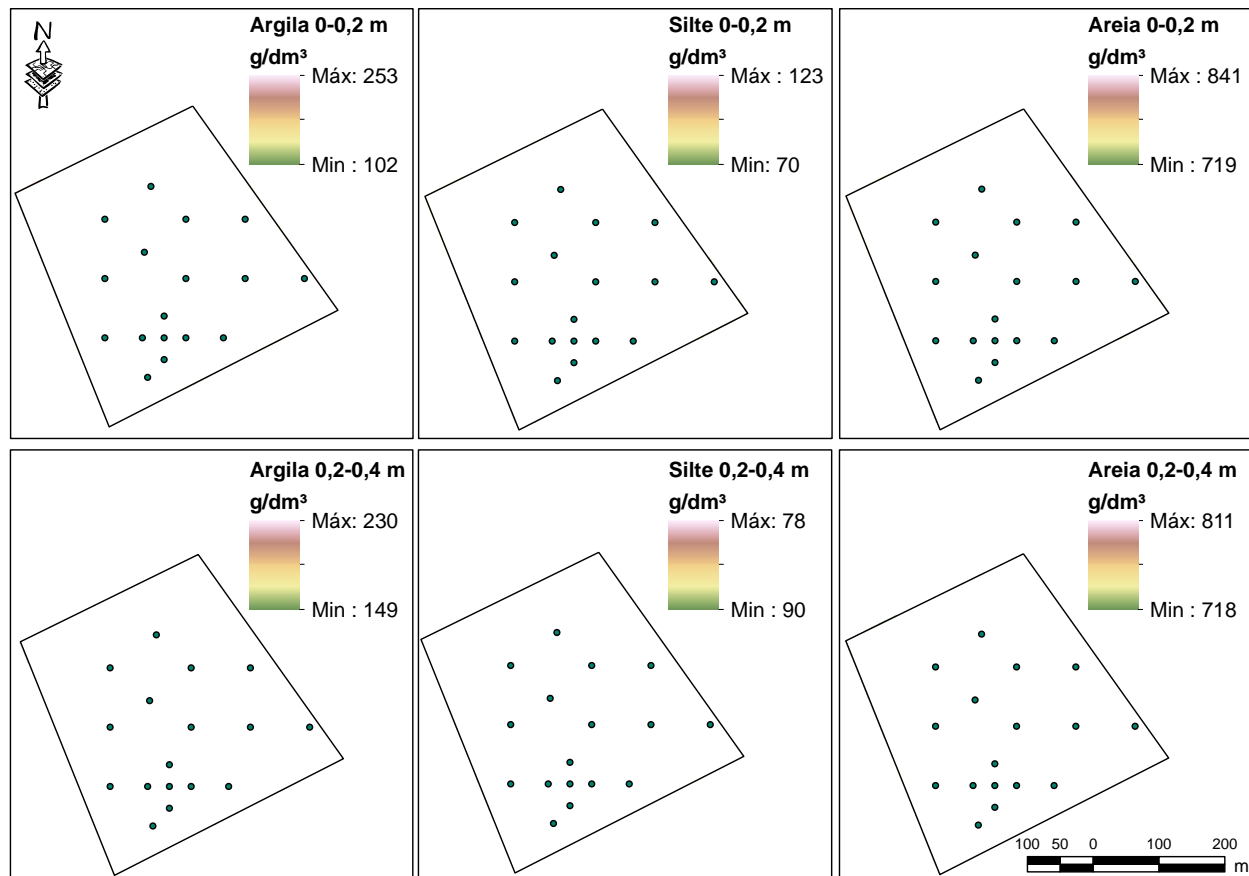 N
Argila 0-0,2 m
g/dm³
Máx: 253
Min : 102
Silte 0-0,2 m
g/dm³
Máx : 123
Min: 70
Areia 0-0,2 m
g/dm³
Máx : 841
Min : 719
Argila 0,2-0,4 m
g/dm³
Máx: 230
Min : 149
Silte 0,2-0,4 m
g/dm³
Máx: 78
Min : 90
Areia 0,2-0,4 m
g/dm³
Máx : 811
Min : 718
100 50 0 100 200
m